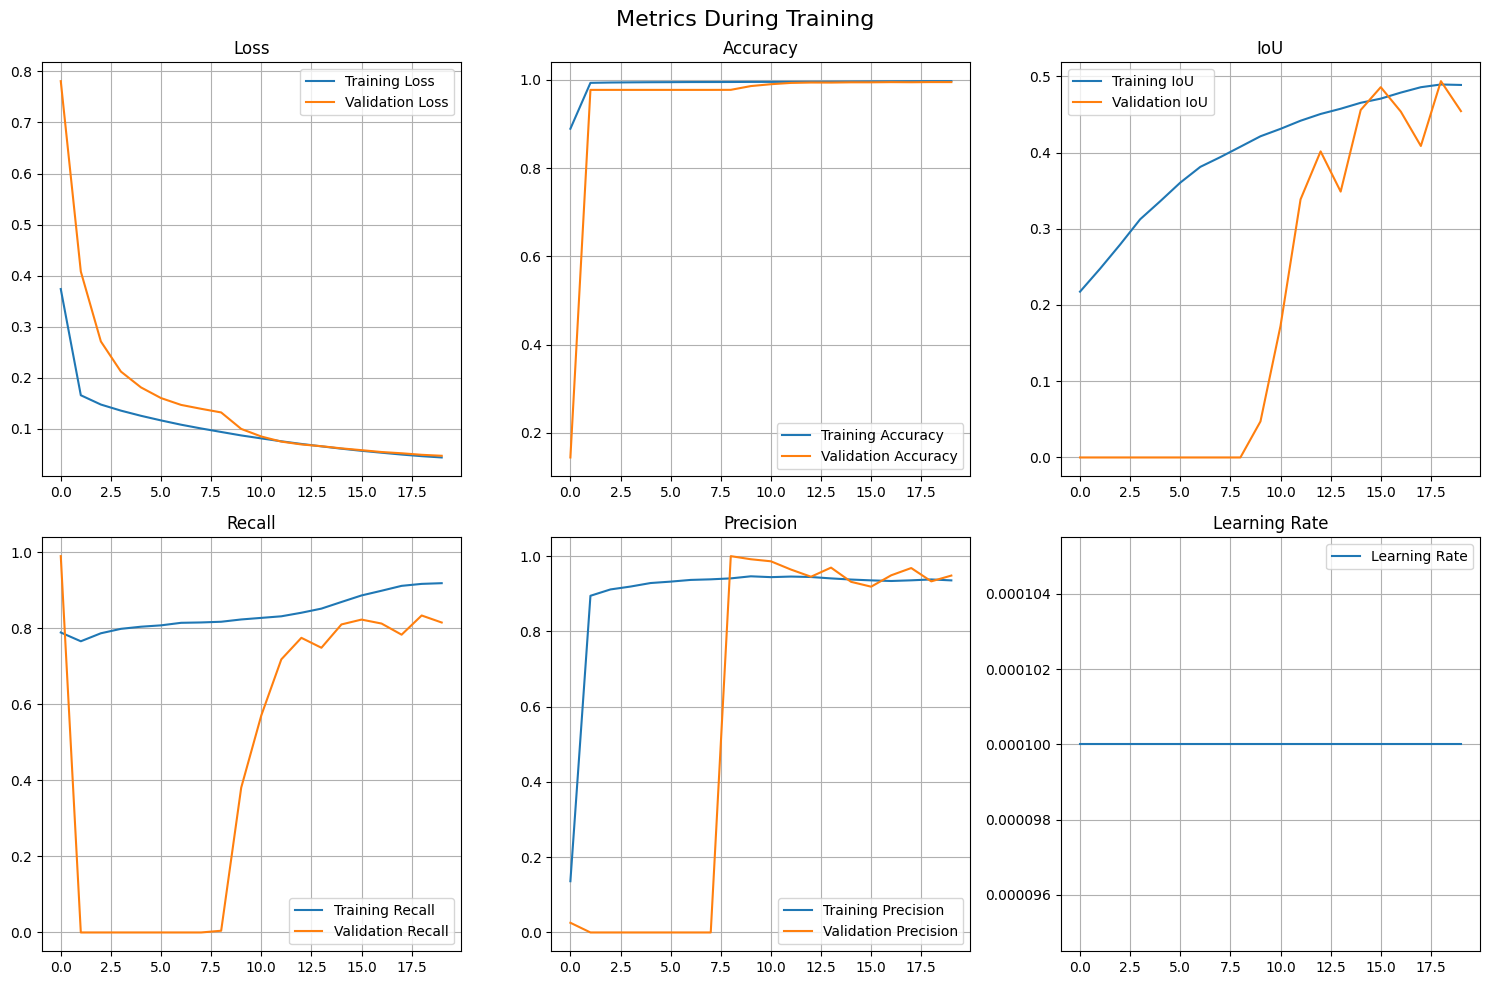 Metrics During Training
Loss
Training Loss
Validation Loss
0.8
0.7
0.6
0.5
0.4
0.3
0.2
0.1
0.0 2.5 5.0 7.5 10.0 12.5 15.0 17.5
Accuracy
1.0
0.8
0.6
0.4
0.2
Training Accuracy
Validation Accuracy
0.0 2.5 5.0 7.5 10.0 12.5 15.0 17.5
IoU
Training IoU
Validation IoU
0.5
0.4
0.3
0.2
0.1
0.0
0.0 2.5 5.0 7.5 10.0 12.5 15.0 17.5
Recall
1.0
0.8
0.6
0.4
0.2
0.0
Training Recall
Validation Recall
0.0 2.5 5.0 7.5 10.0 12.5 15.0 17.5
Precision
1.0
0.8
0.6
0.4
0.2
0.0
Training Precision
Validation Precision
0.0 2.5 5.0 7.5 10.0 12.5 15.0 17.5
Learning Rate
Learning Rate
0.000104
0.000102
0.000100
0.000098
0.000096
0.0 2.5 5.0 7.5 10.0 12.5 15.0 17.5